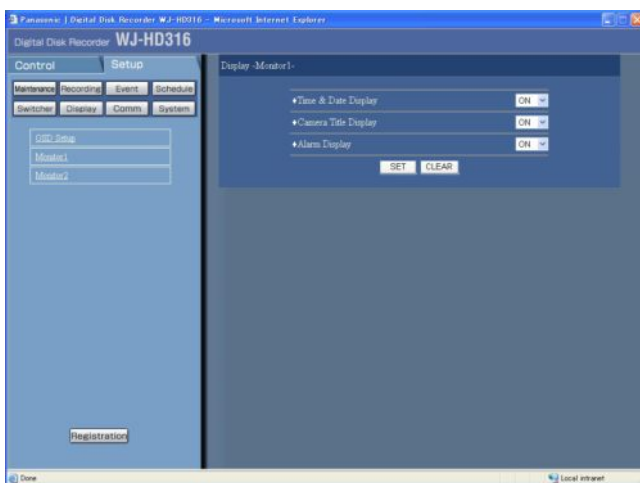 Panasonic | Digital Disk Recorder WJ-HD316 - Microsoft Internet Explorer
Digital Disk Recorder WJ-HD316
Control Setup
Maintenance Recording Event Schedule
Switcher Display Comm System
OSD Setup
Monitor1
Monitor2
Registration
Display -Monitor1-
♦Time & Date Display ON
♦Camera Title Display ON
♦Alarm Display ON
SET CLEAR
Done Local intranet